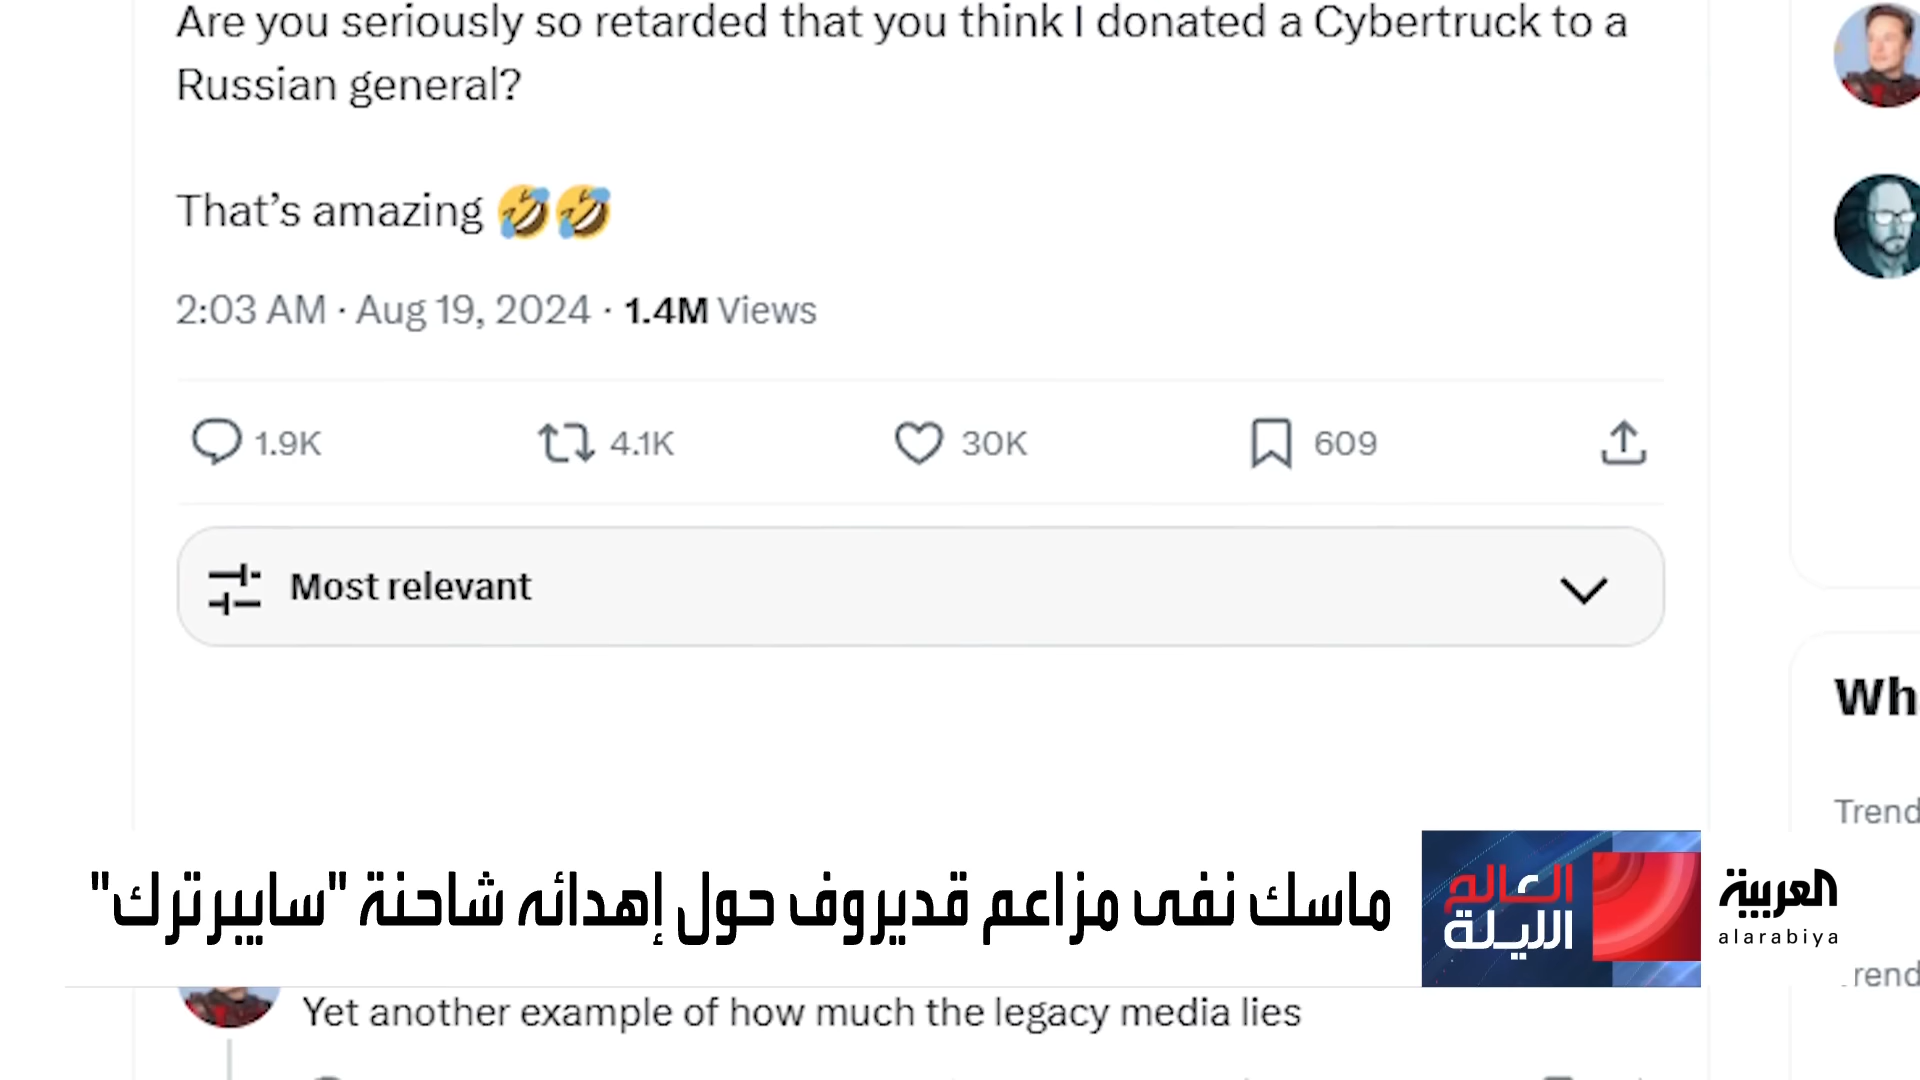 Are you seriously so retarded that you think I donated a Cybertruck to a
Russian general?
That’s amazing 🤣🤣
2:03 AM · Aug 19, 2024 · 1.4M Views
1.9K
4.1K
30K
609
Most relevant
Wh
Trend
ماسك نفى مزاعم قديروف حول إهدائه شاحنة "سايبرترك"
العالم
الليلة
العربية
alarabiya
rend
Yet another example of how much the legacy media lies